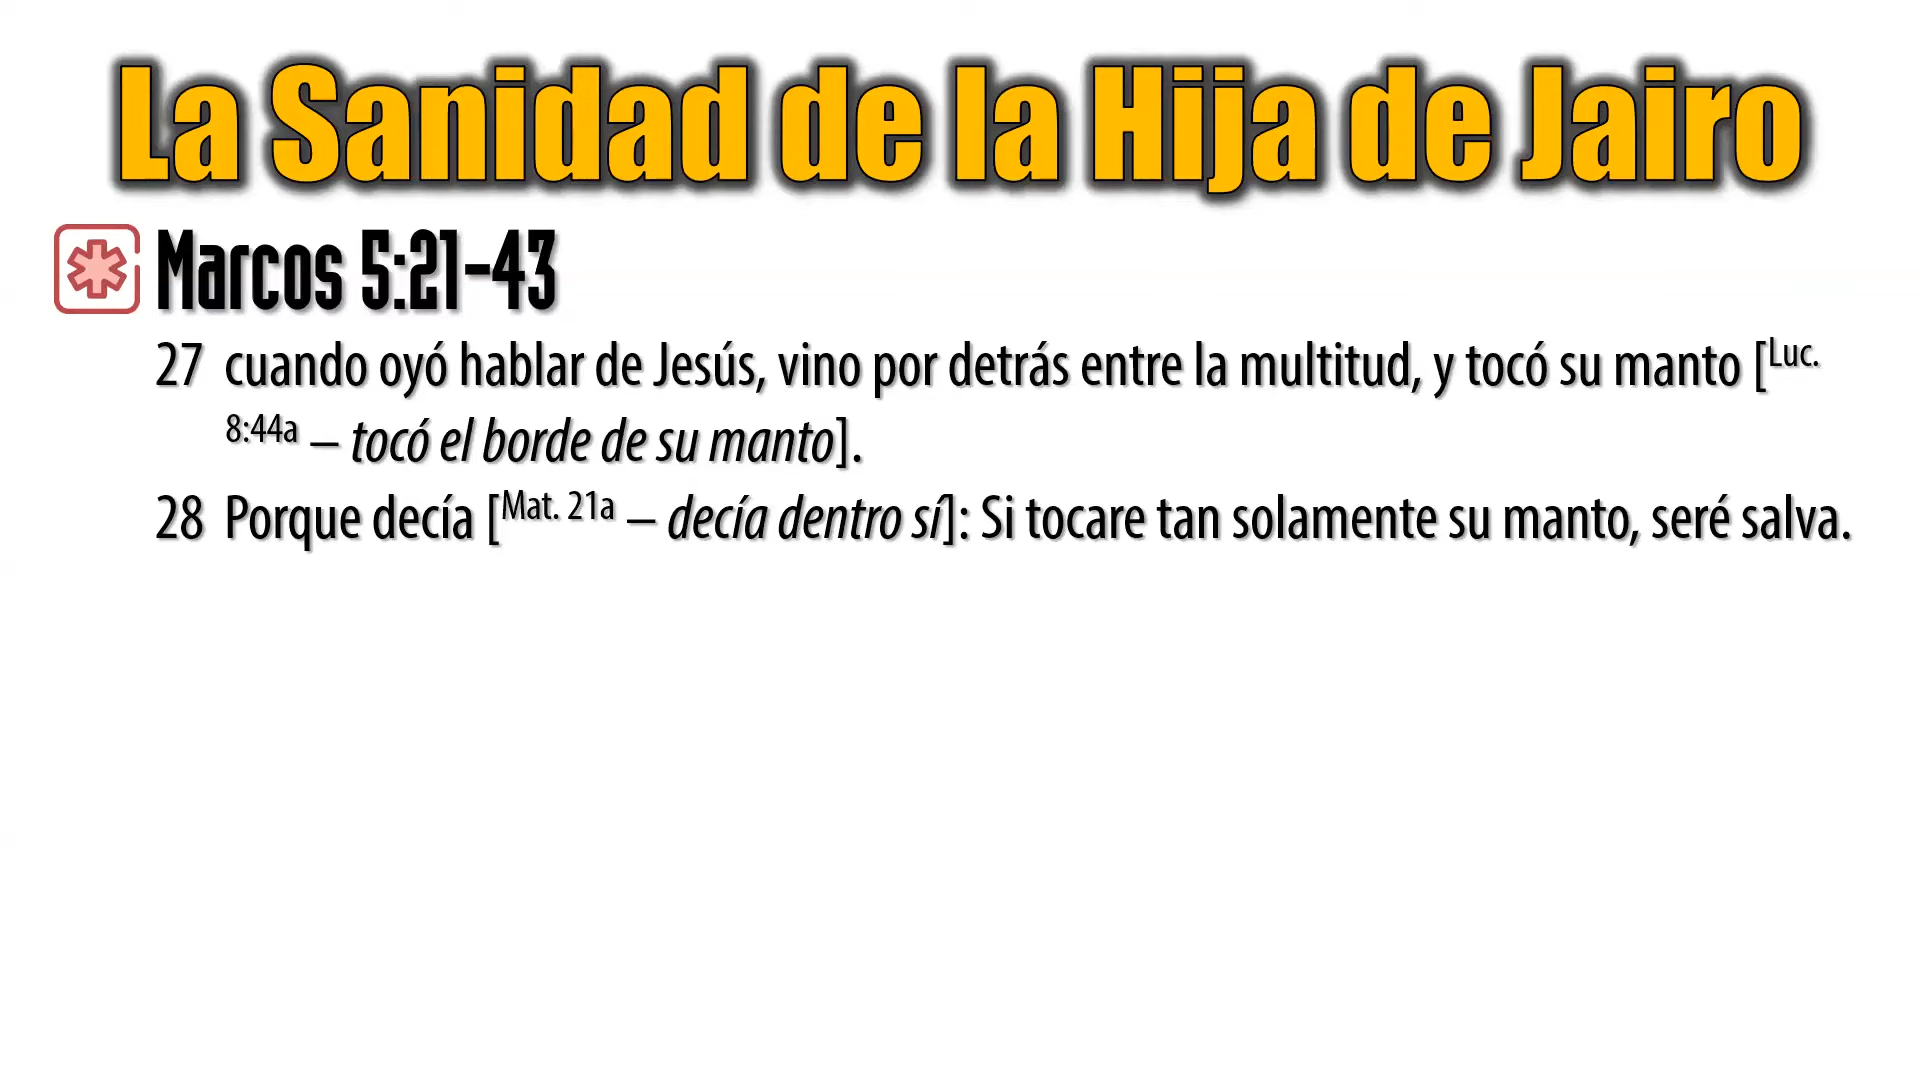 La Sanidad de la Hija de Jairo
Marcos 5:21-43
27 cuando oyó hablar de Jesús, vino por detrás entre la multitud, y tocó su manto [Luc.
8:44a – tocó el borde de su manto].
28 Porque decía [Mat. 21a – decía dentro sí]: Si tocare tan solamente su manto, seré salva.